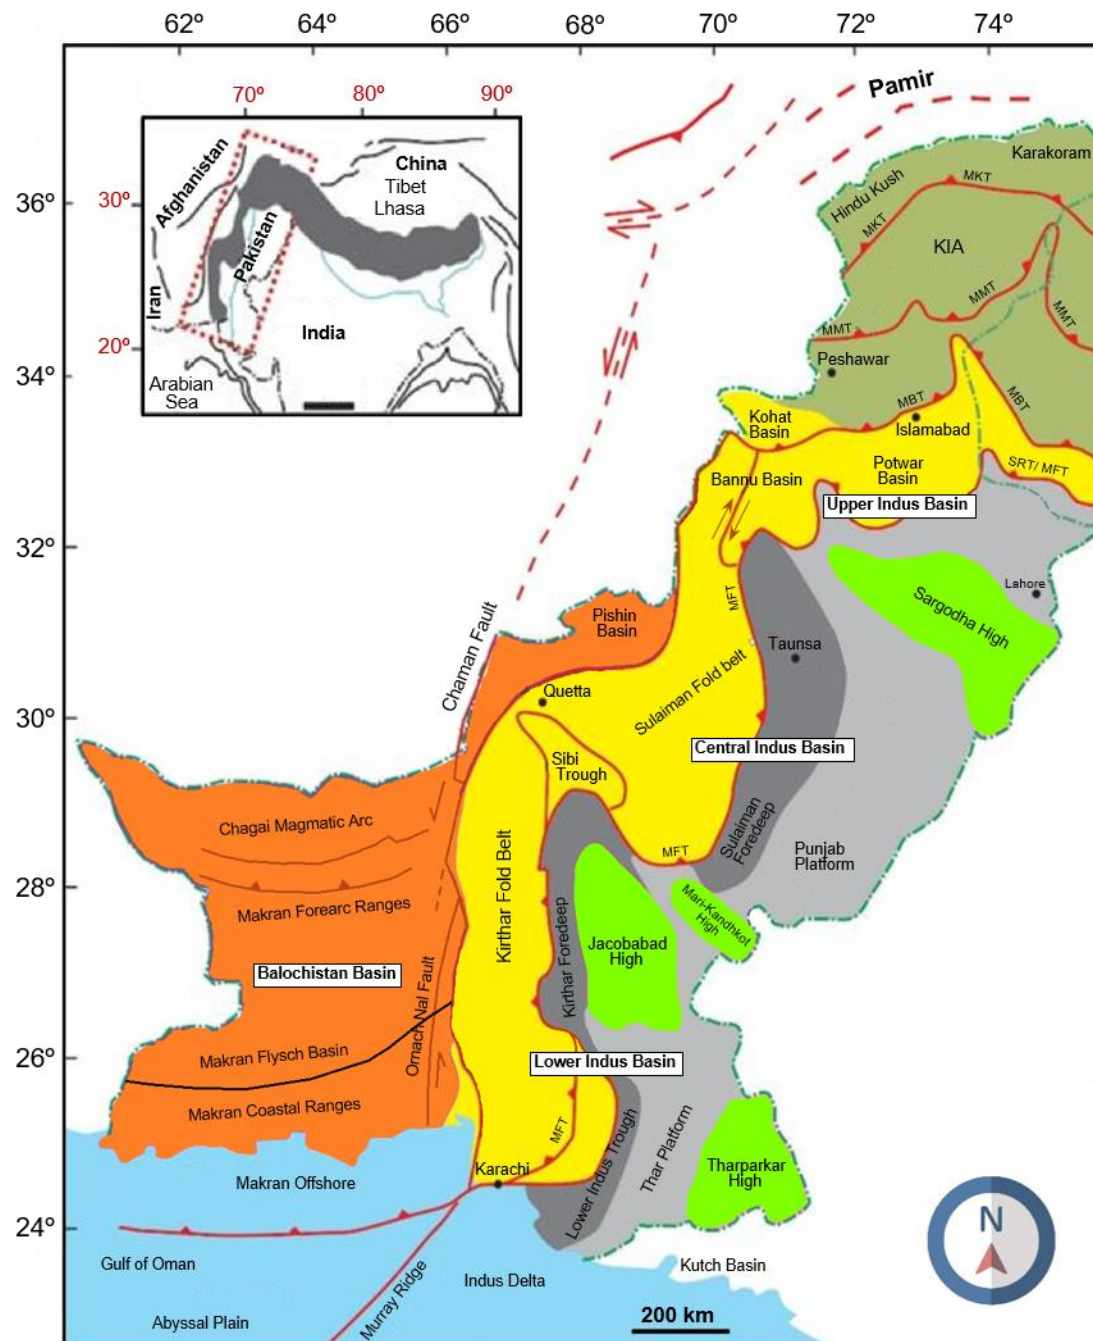 62º 64º 66º 68º 70º 72º 74º
70º 80º 90º
Pamir
Karakoram
Afghanistan
China
Tibet
Lhasa
Hindu Kush
MKT
MKT
36º
30º
KIA
Pakistan
Iran
India
MMT
MMT
MMT
20º
Peshawar
34º
Arabian
Sea
MBT
MBT
Kohat
Basin
Islamabad
SRT/ MFT
Bannu Basin
Potwar
Basin
Upper Indus Basin
32º
Lahore
MFT
Sargodha High
Pishin
Basin
Taunsa
Chaman Fault
Quetta
Sulaiman Fold belt
30º
Central Indus Basin
Sibi
Trough
Chagai Magmatic Arc
Sulaiman
Foredeep
MFT
Punjab
Platform
28º
Makran Forearc Ranges
Kirthar Fold Belt
Mari-Kandhkot
High
Jacobabad
High
Kirthar Foredeep
Balochistan Basin
Ornach Nal Fault
26º
Makran Flysch Basin
Lower Indus Basin
Makran Coastal Ranges
MFT
Karachi
Lower Indus Trough
Thar Platform
Tharparkar
High
Makran Offshore
24º
N
Gulf of Oman
Murray Ridge
Indus Delta
Kutch Basin
Abyssal Plain
200 km